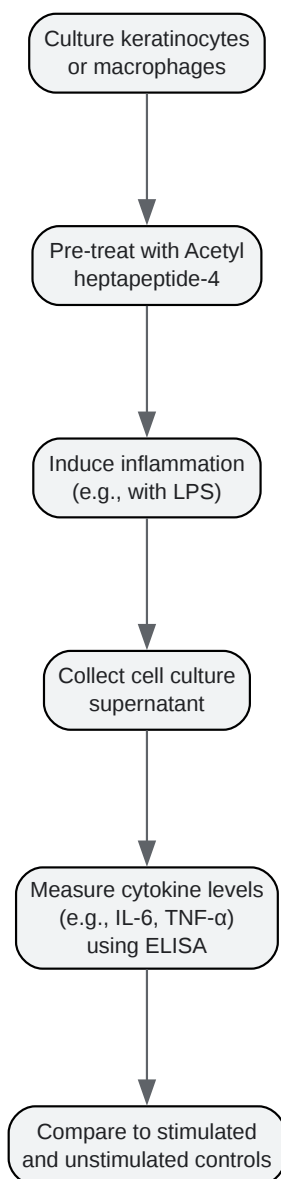 Culture keratinocytes
or macrophages
Pre-treat with Acetyl
heptapeptide-4
Induce inflammation
(e.g., with LPS)
Collect cell culture
supernatant
Measure cytokine levels
(e.g., IL-6, TNF-α)
using ELISA
Compare to stimulated
and unstimulated controls